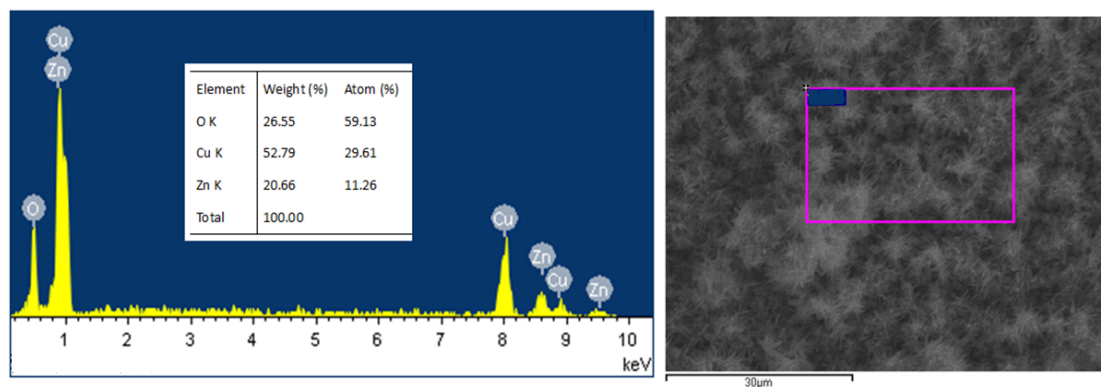 Cu
Zn
Element Weight (%) Atom (%)
O K 26.55 59.13
Cu K 52.79 29.61
Zn K 20.66 11.26
Total 100.00
O
Cu
Zn
Cu
Zn
1 2 3 4 5 6 7 8 9 10
keV
30µm